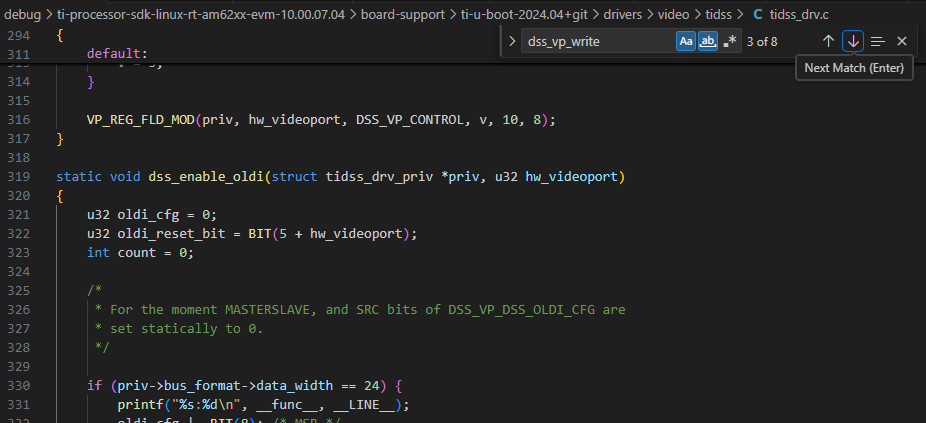 debug > ti-processor-sdk-linux-rt-am62xx-evm-10.00.07.04 > board-support > ti-u-boot-2024.04+git > drivers > video > tidss > C tidss_drv.c
dss_vp_write Aa ab .* 3 of 8
Next Match (Enter)
294 {
311 default:
314 }
315
316 VP_REG_FLD_MOD(priv, hw_videoport, DSS_VP_CONTROL, v, 10, 8);
317 }
318
319 static void dss_enable_oldi(struct tidss_drv_priv *priv, u32 hw_videoport)
320 {
321 u32 oldi_cfg = 0;
322 u32 oldi_reset_bit = BIT(5 + hw_videoport);
323 int count = 0;
324
325 /*
326 * For the moment MASTERSLAVE, and SRC bits of DSS_VP_DSS_OLDI_CFG are
327 * set statically to 0.
328 */
329
330 if (priv->bus_format->data_width == 24) {
331 printf("%s:%d\n", __func__, __LINE__);